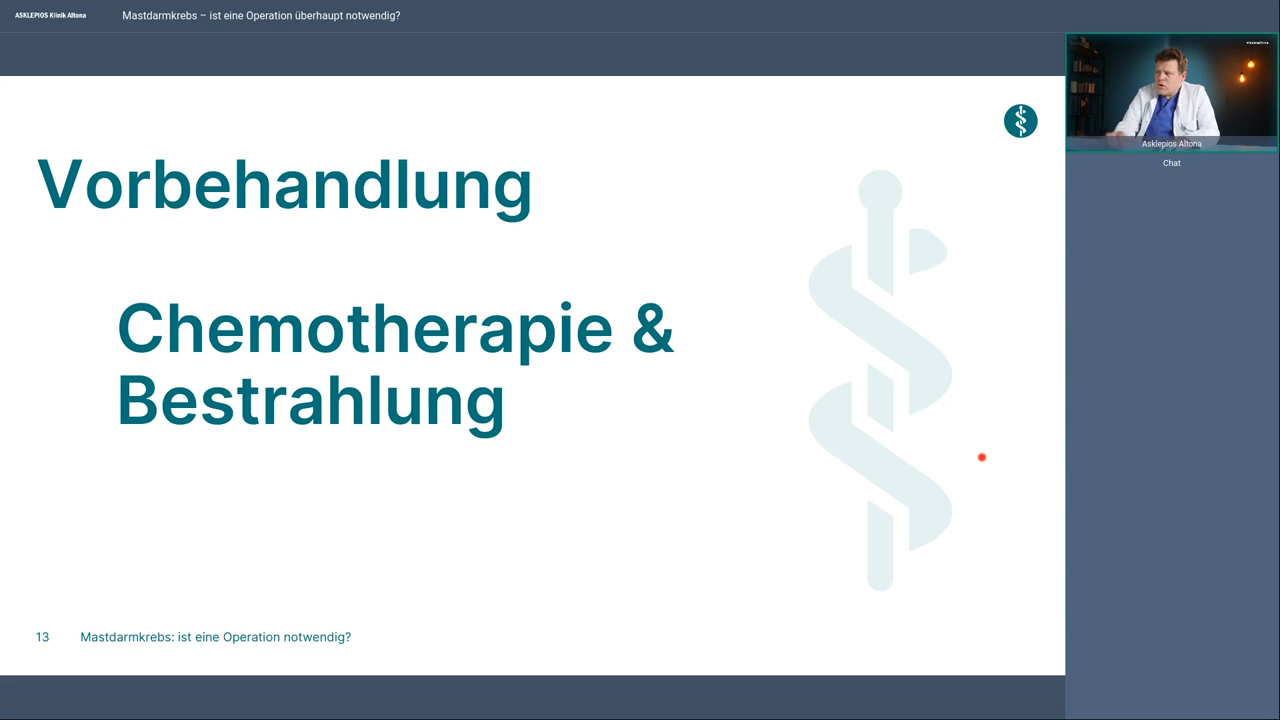 ASKLEPIOS Klinik Altona
Mastdarmkrebs – ist eine Operation überhaupt notwendig?
Asklepios Altona
Chat
Vorbehandlung
Chemotherapie &
Bestrahlung
13
Mastdarmkrebs: ist eine Operation notwendig?